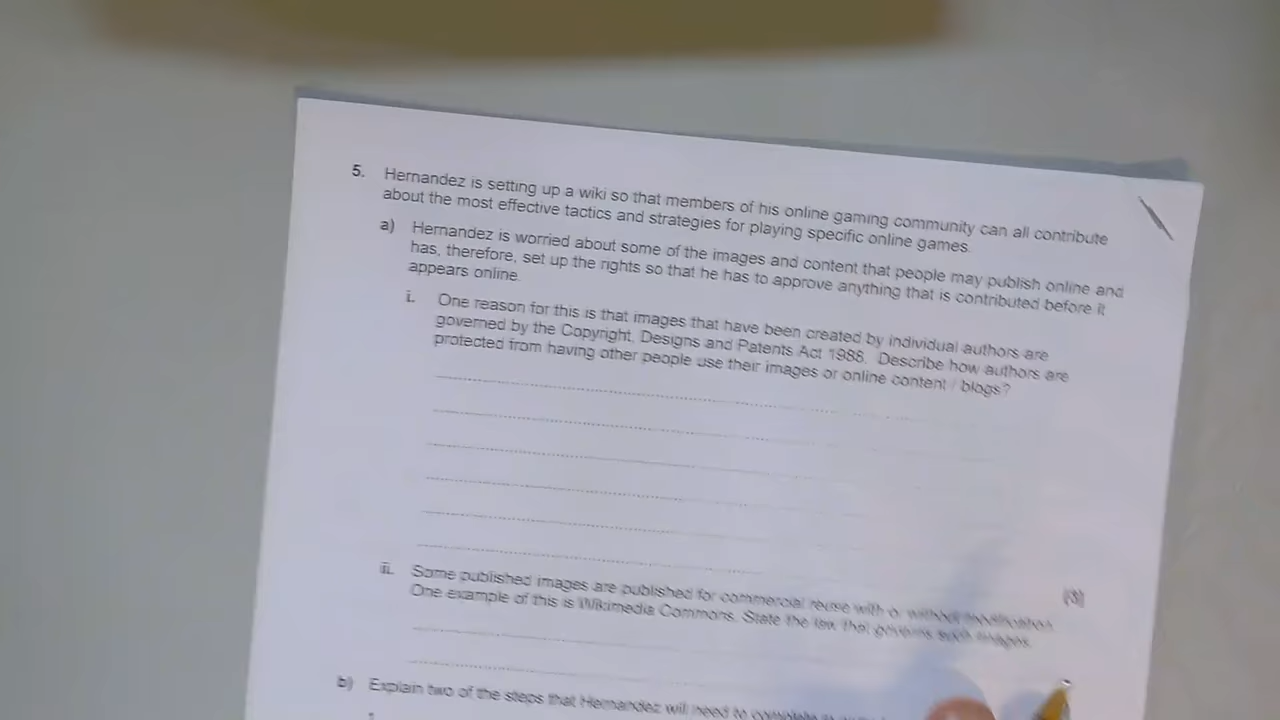 5. Hernandez is setting up a wiki so that members of his online gaming community can all contribute
about the most effective tactics and strategies for playing specific online games.
a) Hernandez is worried about some of the images and content that people may publish online and
has, therefore, set up the rights so that he has to approve anything that is contributed before it
appears online.
i. One reason for this is that images that have been created by individual authors are
governed by the Copyright, Designs and Patents Act 1988. Describe how authors are
protected from having other people use their images or online content / blogs?
(3)
ii. Some published images are published for commercial reuse with or without modification.
One example of this is Wikimedia Commons. State the law that governs such images.
b) Explain two of the steps that Hernandez will need to complete
1.